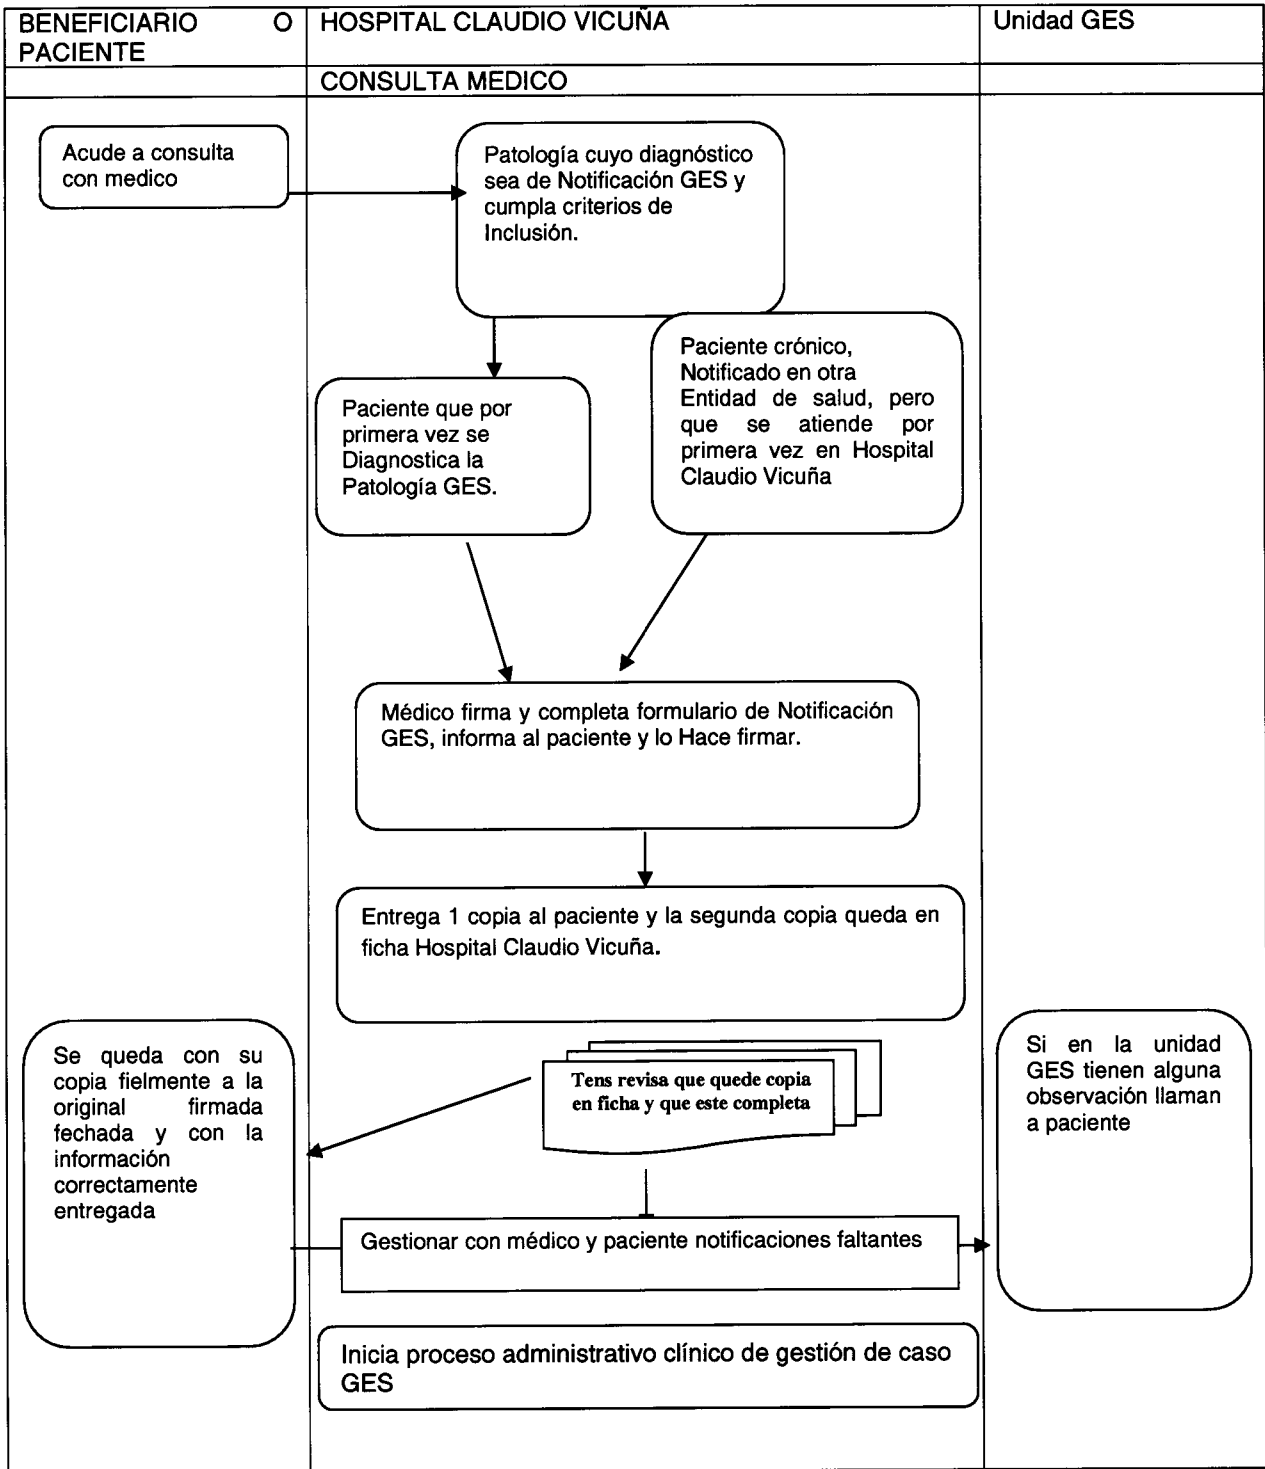 BENEFICIARIO O
PACIENTE
HOSPITAL CLAUDIO VICUÑA
Unidad GES
CONSULTA MEDICO
Acude a consulta
con medico
Patología cuyo diagnóstico
sea de Notificación GES y
cumpla criterios de
Inclusión.
Paciente que por
primera vez se
Diagnostica la
Patología GES.
Paciente crónico,
Notificado en otra
Entidad de salud, pero
que se atiende por
primera vez en Hospital
Claudio Vicuña
Médico firma y completa formulario de Notificación
GES, informa al paciente y lo Hace firmar.
Entrega 1 copia al paciente y la segunda copia queda en
ficha Hospital Claudio Vicuña.
Se queda con su
copia fielmente a la
original firmada
fechada y con la
información
correctamente
entregada
Tens revisa que quede copia
en ficha y que este completa
Si en la unidad
GES tienen alguna
observación llaman
a paciente
Gestionar con médico y paciente notificaciones faltantes
Inicia proceso administrativo clínico de gestión de caso
GES